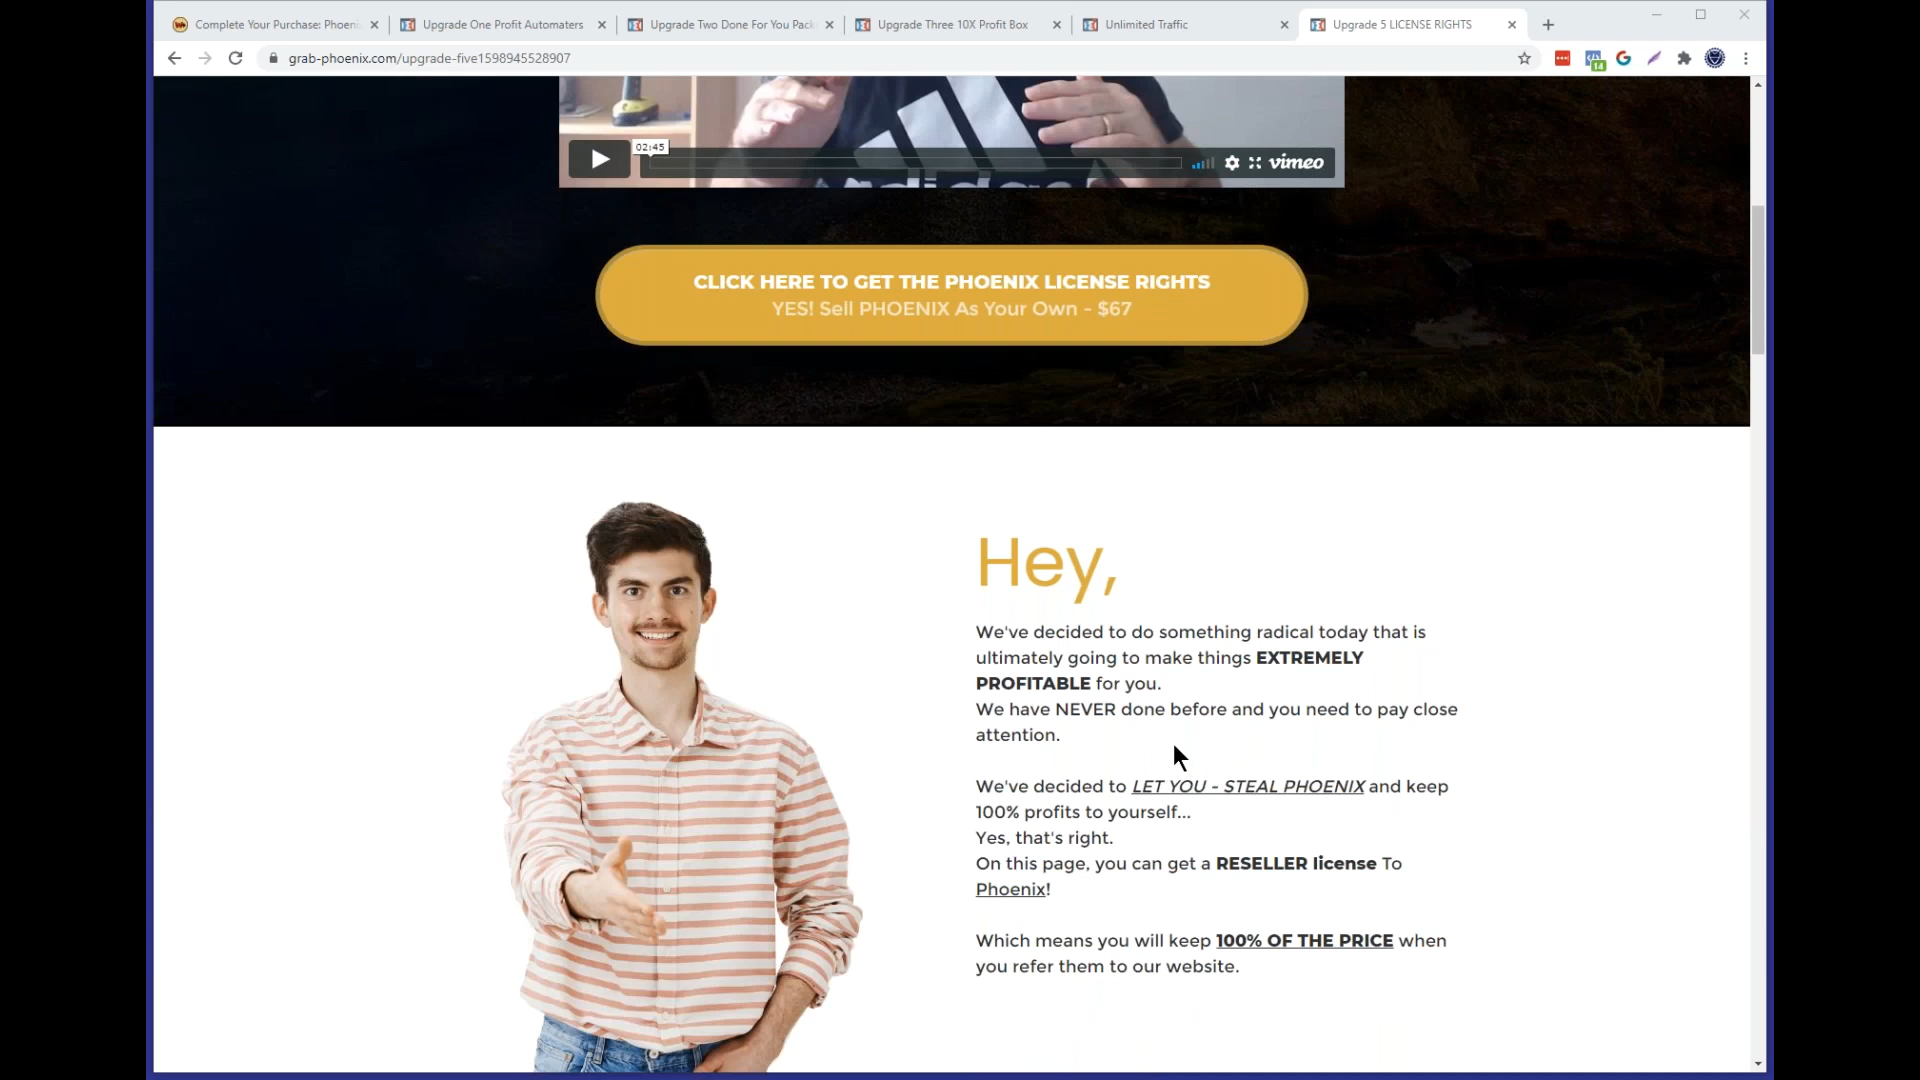 Complete Your Purchase: Phoeni
Upgrade One Profit Automaters
Upgrade Two Done For You Pack
Upgrade Three 10X Profit Box
Unlimited Traffic
Upgrade 5 LICENSE RIGHTS
grab-phoenix.com/upgrade-five1598945528907
14
02:45
vimeo
adidas
CLICK HERE TO GET THE PHOENIX LICENSE RIGHTS
YES! Sell PHOENIX As Your Own - $67
Hey,
We've decided to do something radical today that is
ultimately going to make things EXTREMELY
PROFITABLE for you.
We have NEVER done before and you need to pay close
attention.
We've decided to LET YOU - STEAL PHOENIX and keep
100% profits to yourself...
Yes, that's right.
On this page, you can get a RESELLER license To
Phoenix!
Which means you will keep 100% OF THE PRICE when
you refer them to our website.